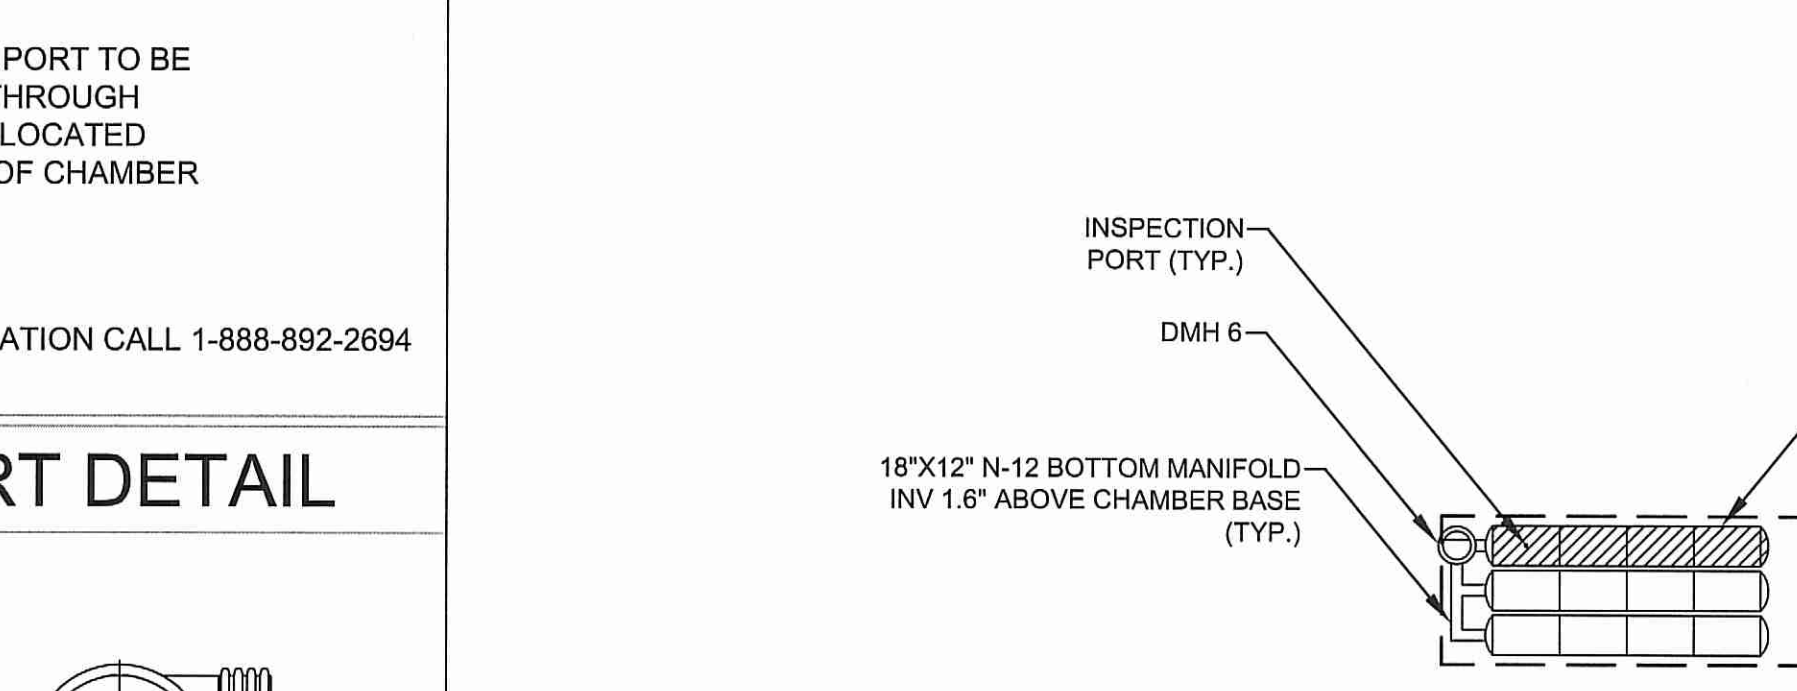 PORT TO BE
THROUGH
LOCATED
OF CHAMBER
ATION CALL 1-888-892-2694
RT DETAIL
INSPECTION
PORT (TYP.)
DMH 6
18"X12" N-12 BOTTOM MANIFOLD
INV 1.6" ABOVE CHAMBER BASE
(TYP.)